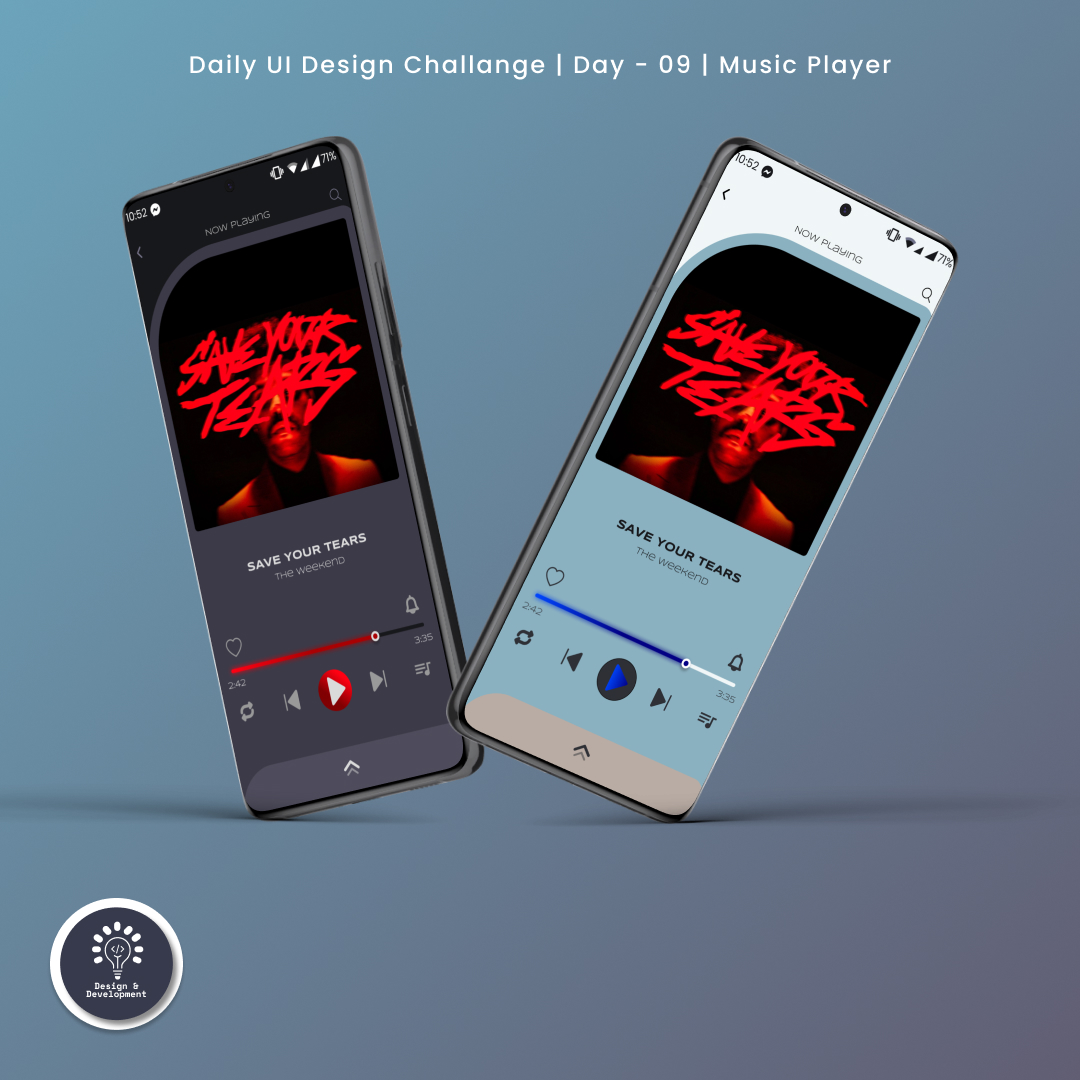 Daily UI Design Challange | Day - 09 | Music Player
10:52
71%
NOW PLAYING
SAVE YOUR
TEARS
SAVE YOUR TEARS
THE WEEKEND
2:42
3:35
10:52
71%
NOW PLAYING
SAVE YOUR
TEARS
SAVE YOUR TEARS
THE WEEKEND
2:42
3:35
</>
Design &
Development